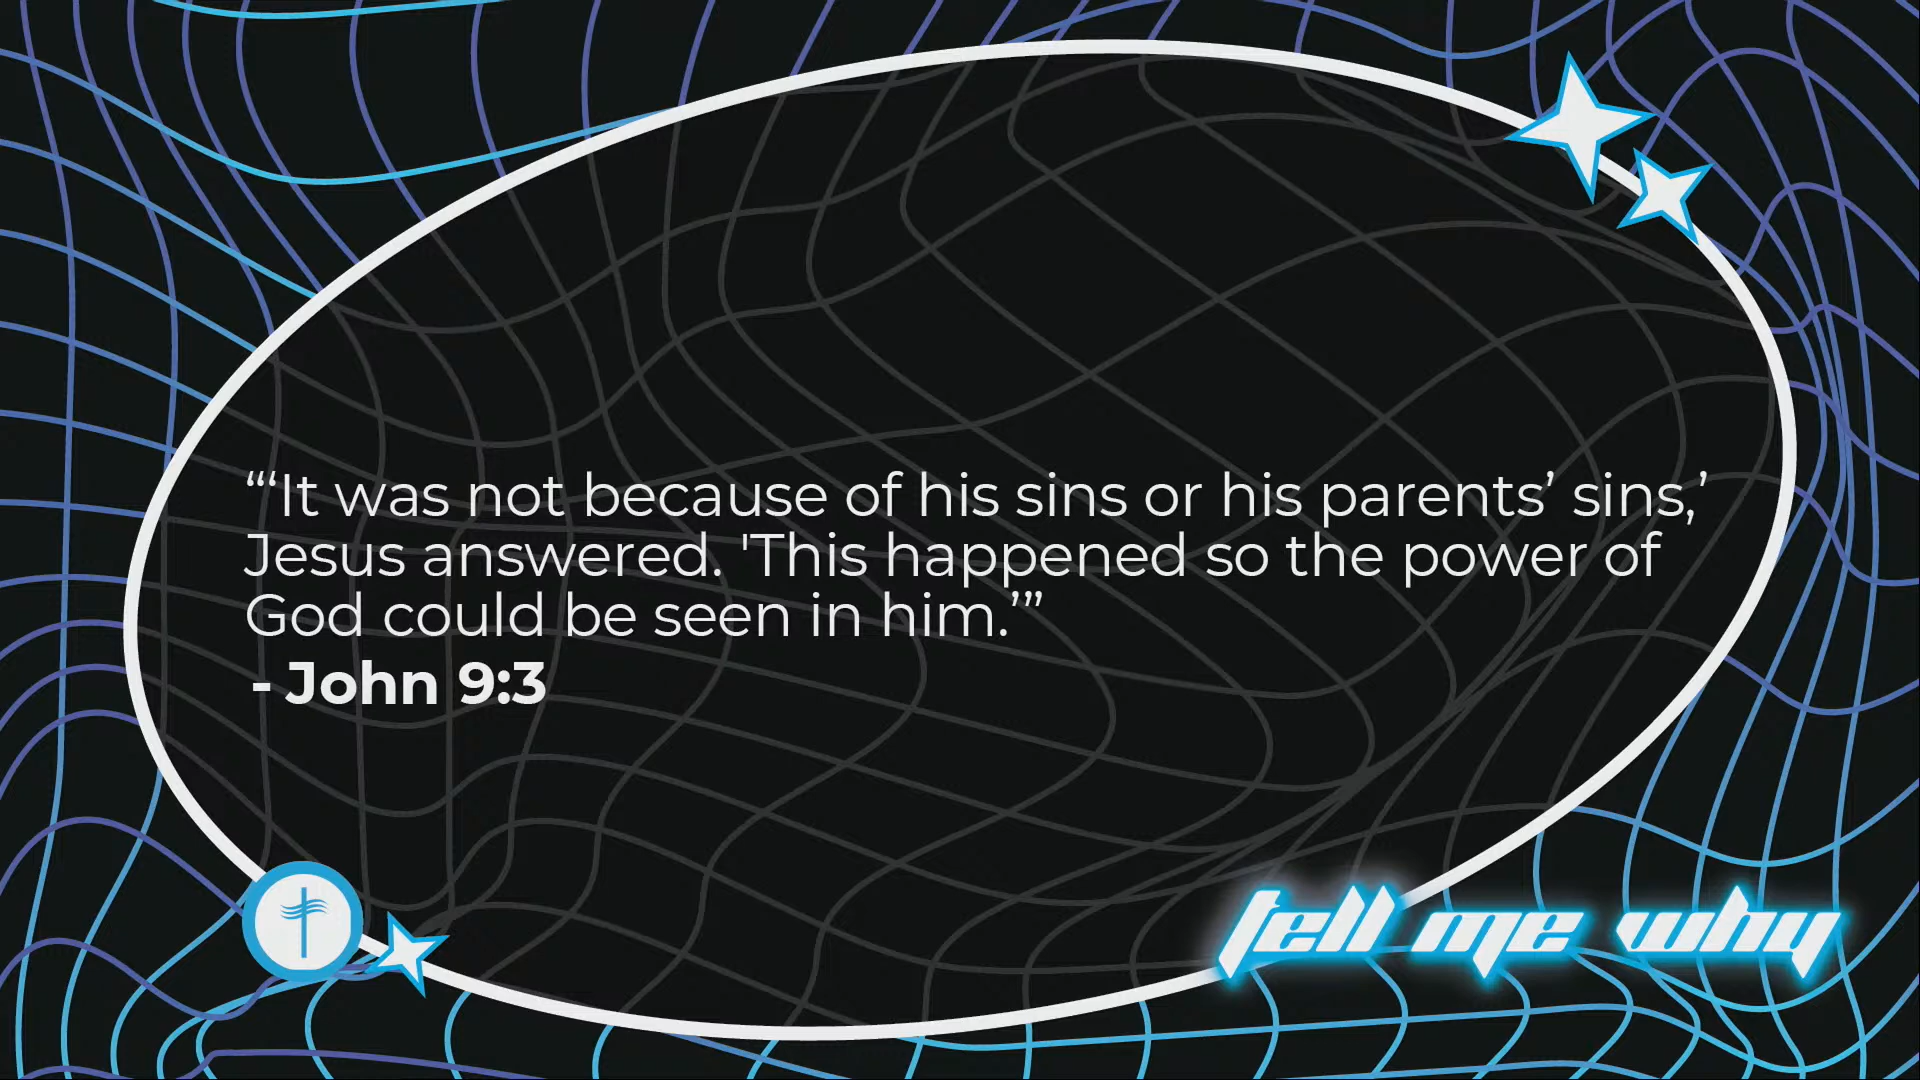 “‘It was not because of his sins or his parents’ sins,’
Jesus answered. 'This happened so the power of
God could be seen in him.’”
- John 9:3
tell me why